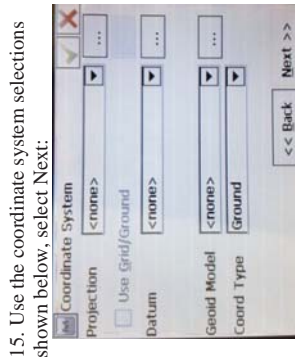 15. Use the coordinate system selections
shown below, select Next:
Coordinate System
Projection
<none>
...
Use Grid/Ground
Datum
<none>
...
Geoid Model
<none>
...
Coord Type
Ground
<< Back
Next >>